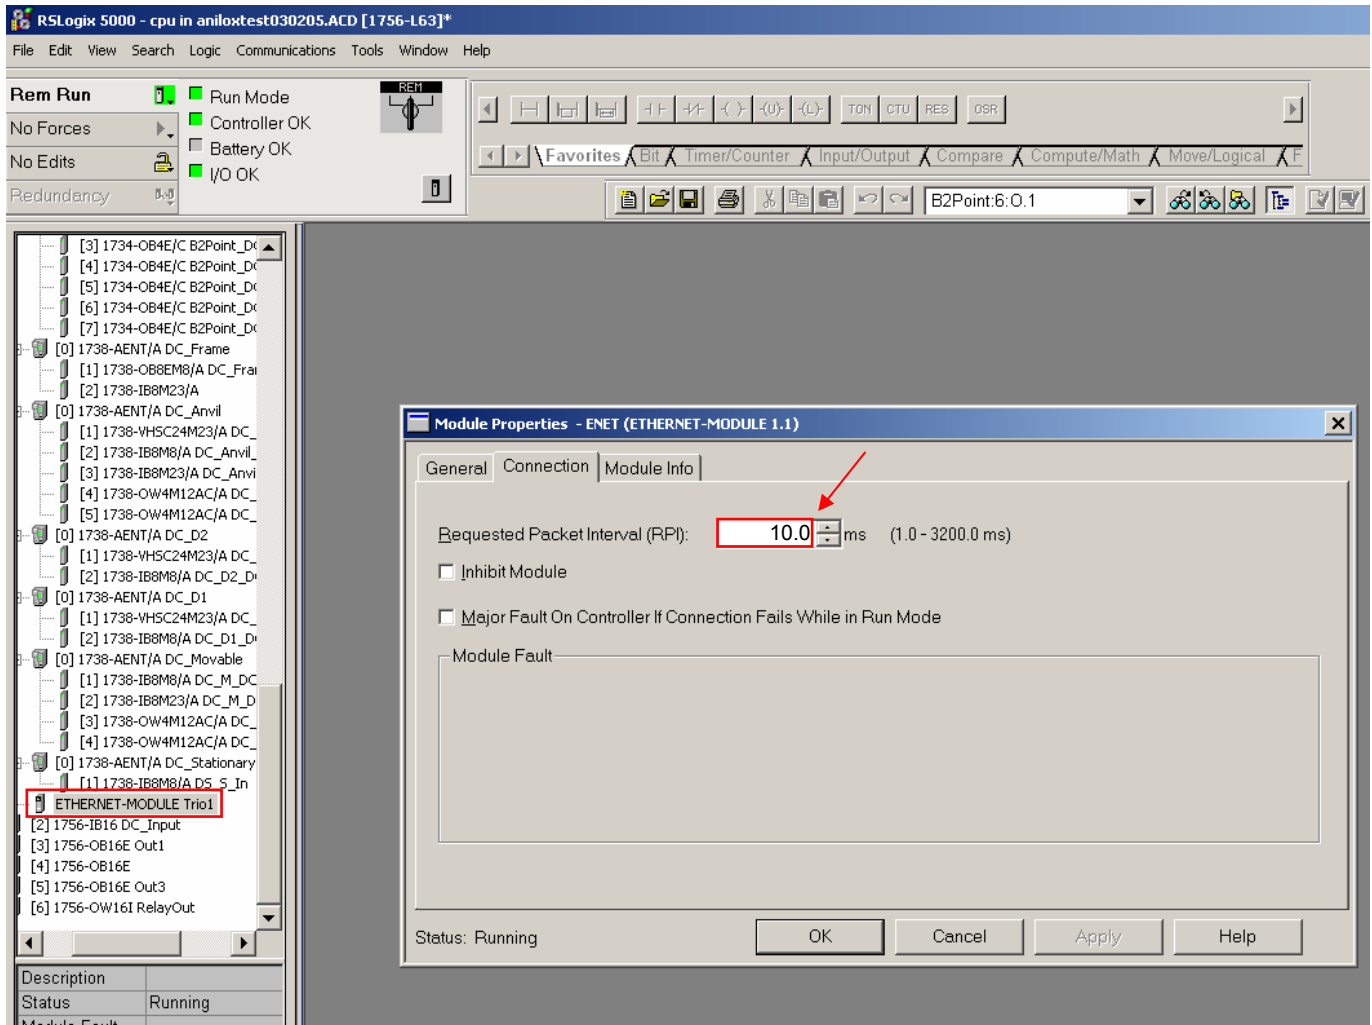 RSLogix 5000 - cpu in aniloxtest030205.ACD [1756-L63]*
File Edit View Search Logic Communications Tools Window Help
Rem Run
No Forces
No Edits
Redundancy
Run Mode
Controller OK
Battery OK
I/O OK
REM
TON CTU RES OSR
Favorites Bit Timer/Counter Input/Output Compare Compute/Math Move/Logical F
B2Point:6:O.1
[3] 1734-OB4E/C B2Point_D
[4] 1734-OB4E/C B2Point_D
[5] 1734-OB4E/C B2Point_D
[6] 1734-OB4E/C B2Point_D
[7] 1734-OB4E/C B2Point_D
[0] 1738-AENT/A DC_Frame
[1] 1738-OB8EM8/A DC_Fra
[2] 1738-IB8M23/A
[0] 1738-AENT/A DC_Anvil
[1] 1738-VHSC24M23/A DC_
[2] 1738-IB8M8/A DC_Anvil_
[3] 1738-IB8M23/A DC_Anvi
[4] 1738-OW4M12AC/A DC_
[5] 1738-OW4M12AC/A DC_
[0] 1738-AENT/A DC_D2
[1] 1738-VHSC24M23/A DC_
[2] 1738-IB8M8/A DC_D2_D
[0] 1738-AENT/A DC_D1
[1] 1738-VHSC24M23/A DC_
[2] 1738-IB8M8/A DC_D1_D
[0] 1738-AENT/A DC_Movable
[1] 1738-IB8M8/A DC_M_DC
[2] 1738-IB8M23/A DC_M_D
[3] 1738-OW4M12AC/A DC_
[4] 1738-OW4M12AC/A DC_
[0] 1738-AENT/A DC_Stationary
[1] 1738-IB8M8/A DS_S_In
ETHERNET-MODULE Trio1
[2] 1756-IB16 DC_Input
[3] 1756-OB16E Out1
[4] 1756-OB16E
[5] 1756-OB16E Out3
[6] 1756-OW16I RelayOut
Description
Status Running
Module Fault
Module Properties - ENET (ETHERNET-MODULE 1.1)
General Connection Module Info
Requested Packet Interval (RPI): 10.0 ms (1.0 - 3200.0 ms)
Inhibit Module
Major Fault On Controller If Connection Fails While in Run Mode
Module Fault
Status: Running
OK Cancel Apply Help